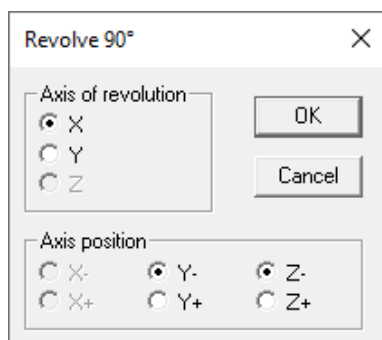 Revolve 90°
Axis of revolution
X
OK
Y
Z
Cancel
Axis position
X- Y- Z-
X+ Y+ Z+